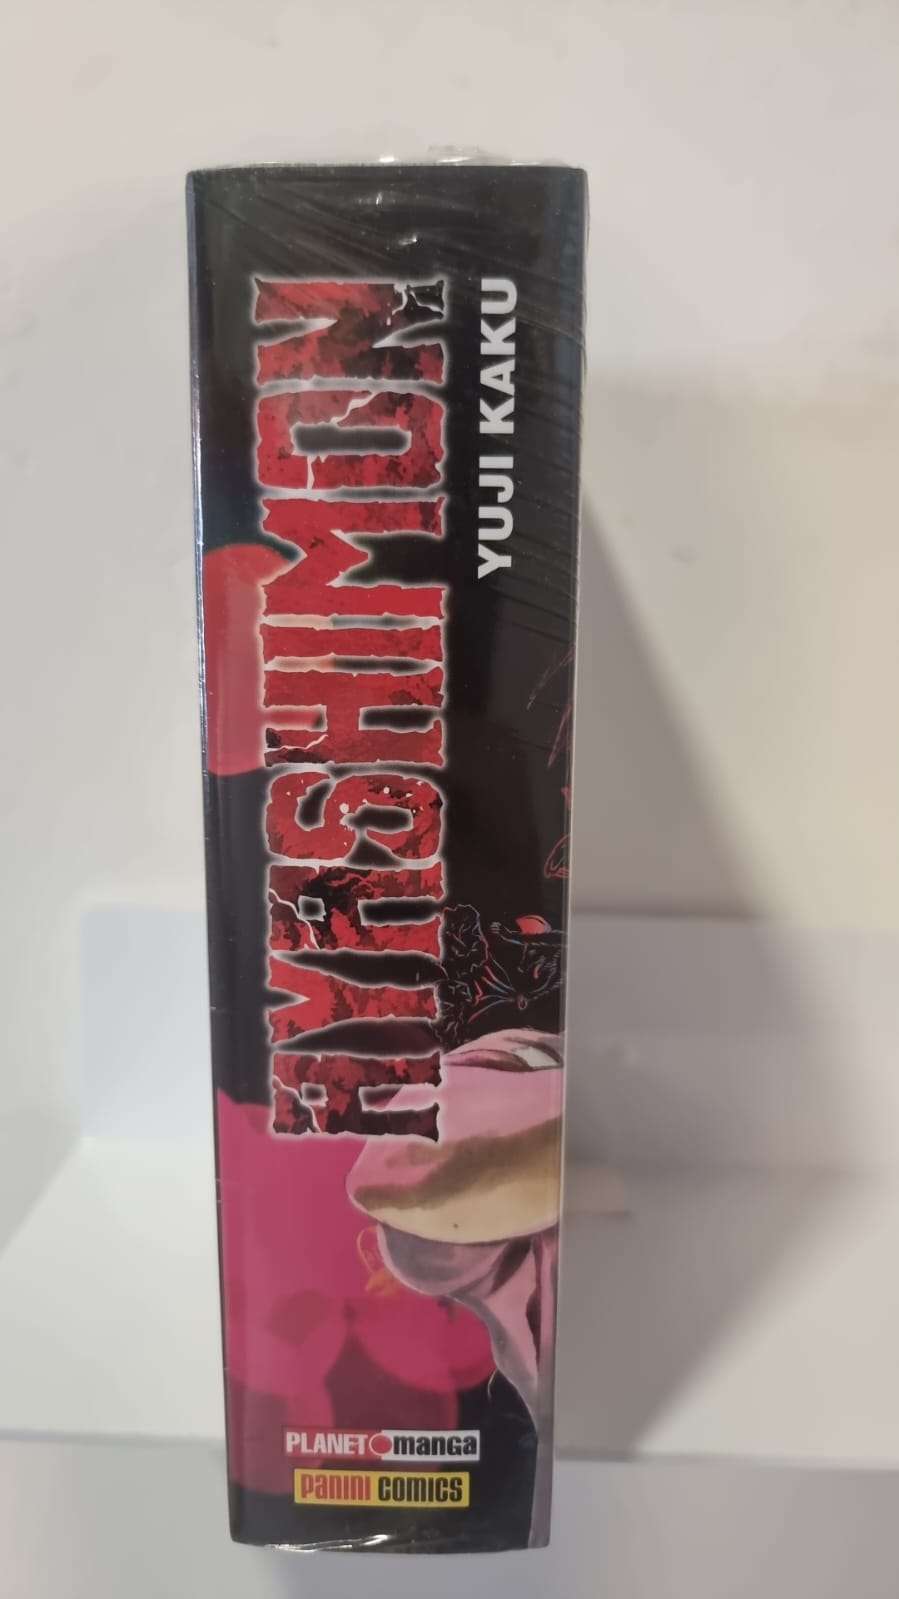 AYASHIMON
YUJI KAKU
PLANET manga
PANINI COMICS